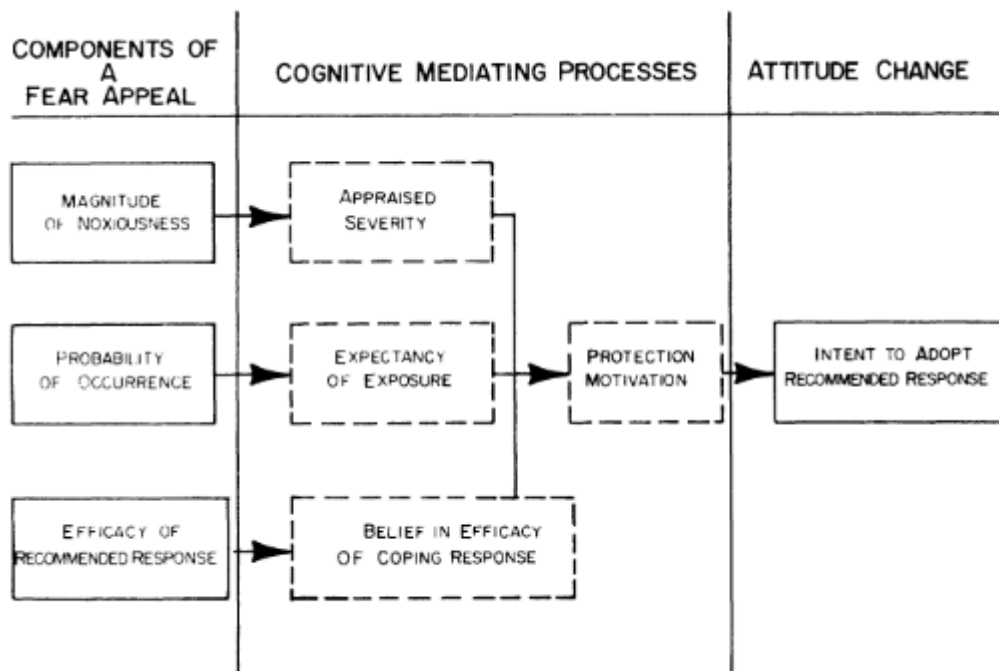 COMPONENTS OF
A
FEAR APPEAL
COGNITIVE MEDIATING PROCESSES
ATTITUDE CHANGE
MAGNITUDE
OF NOXIOUSNESS
APPRAISED
SEVERITY
PROBABILITY
OF OCCURRENCE
EXPECTANCY
OF EXPOSURE
PROTECTION
MOTIVATION
INTENT TO ADOPT
RECOMMENDED RESPONSE
EFFICACY OF
RECOMMENDED RESPONSE
BELIEF IN EFFICACY
OF COPING RESPONSE